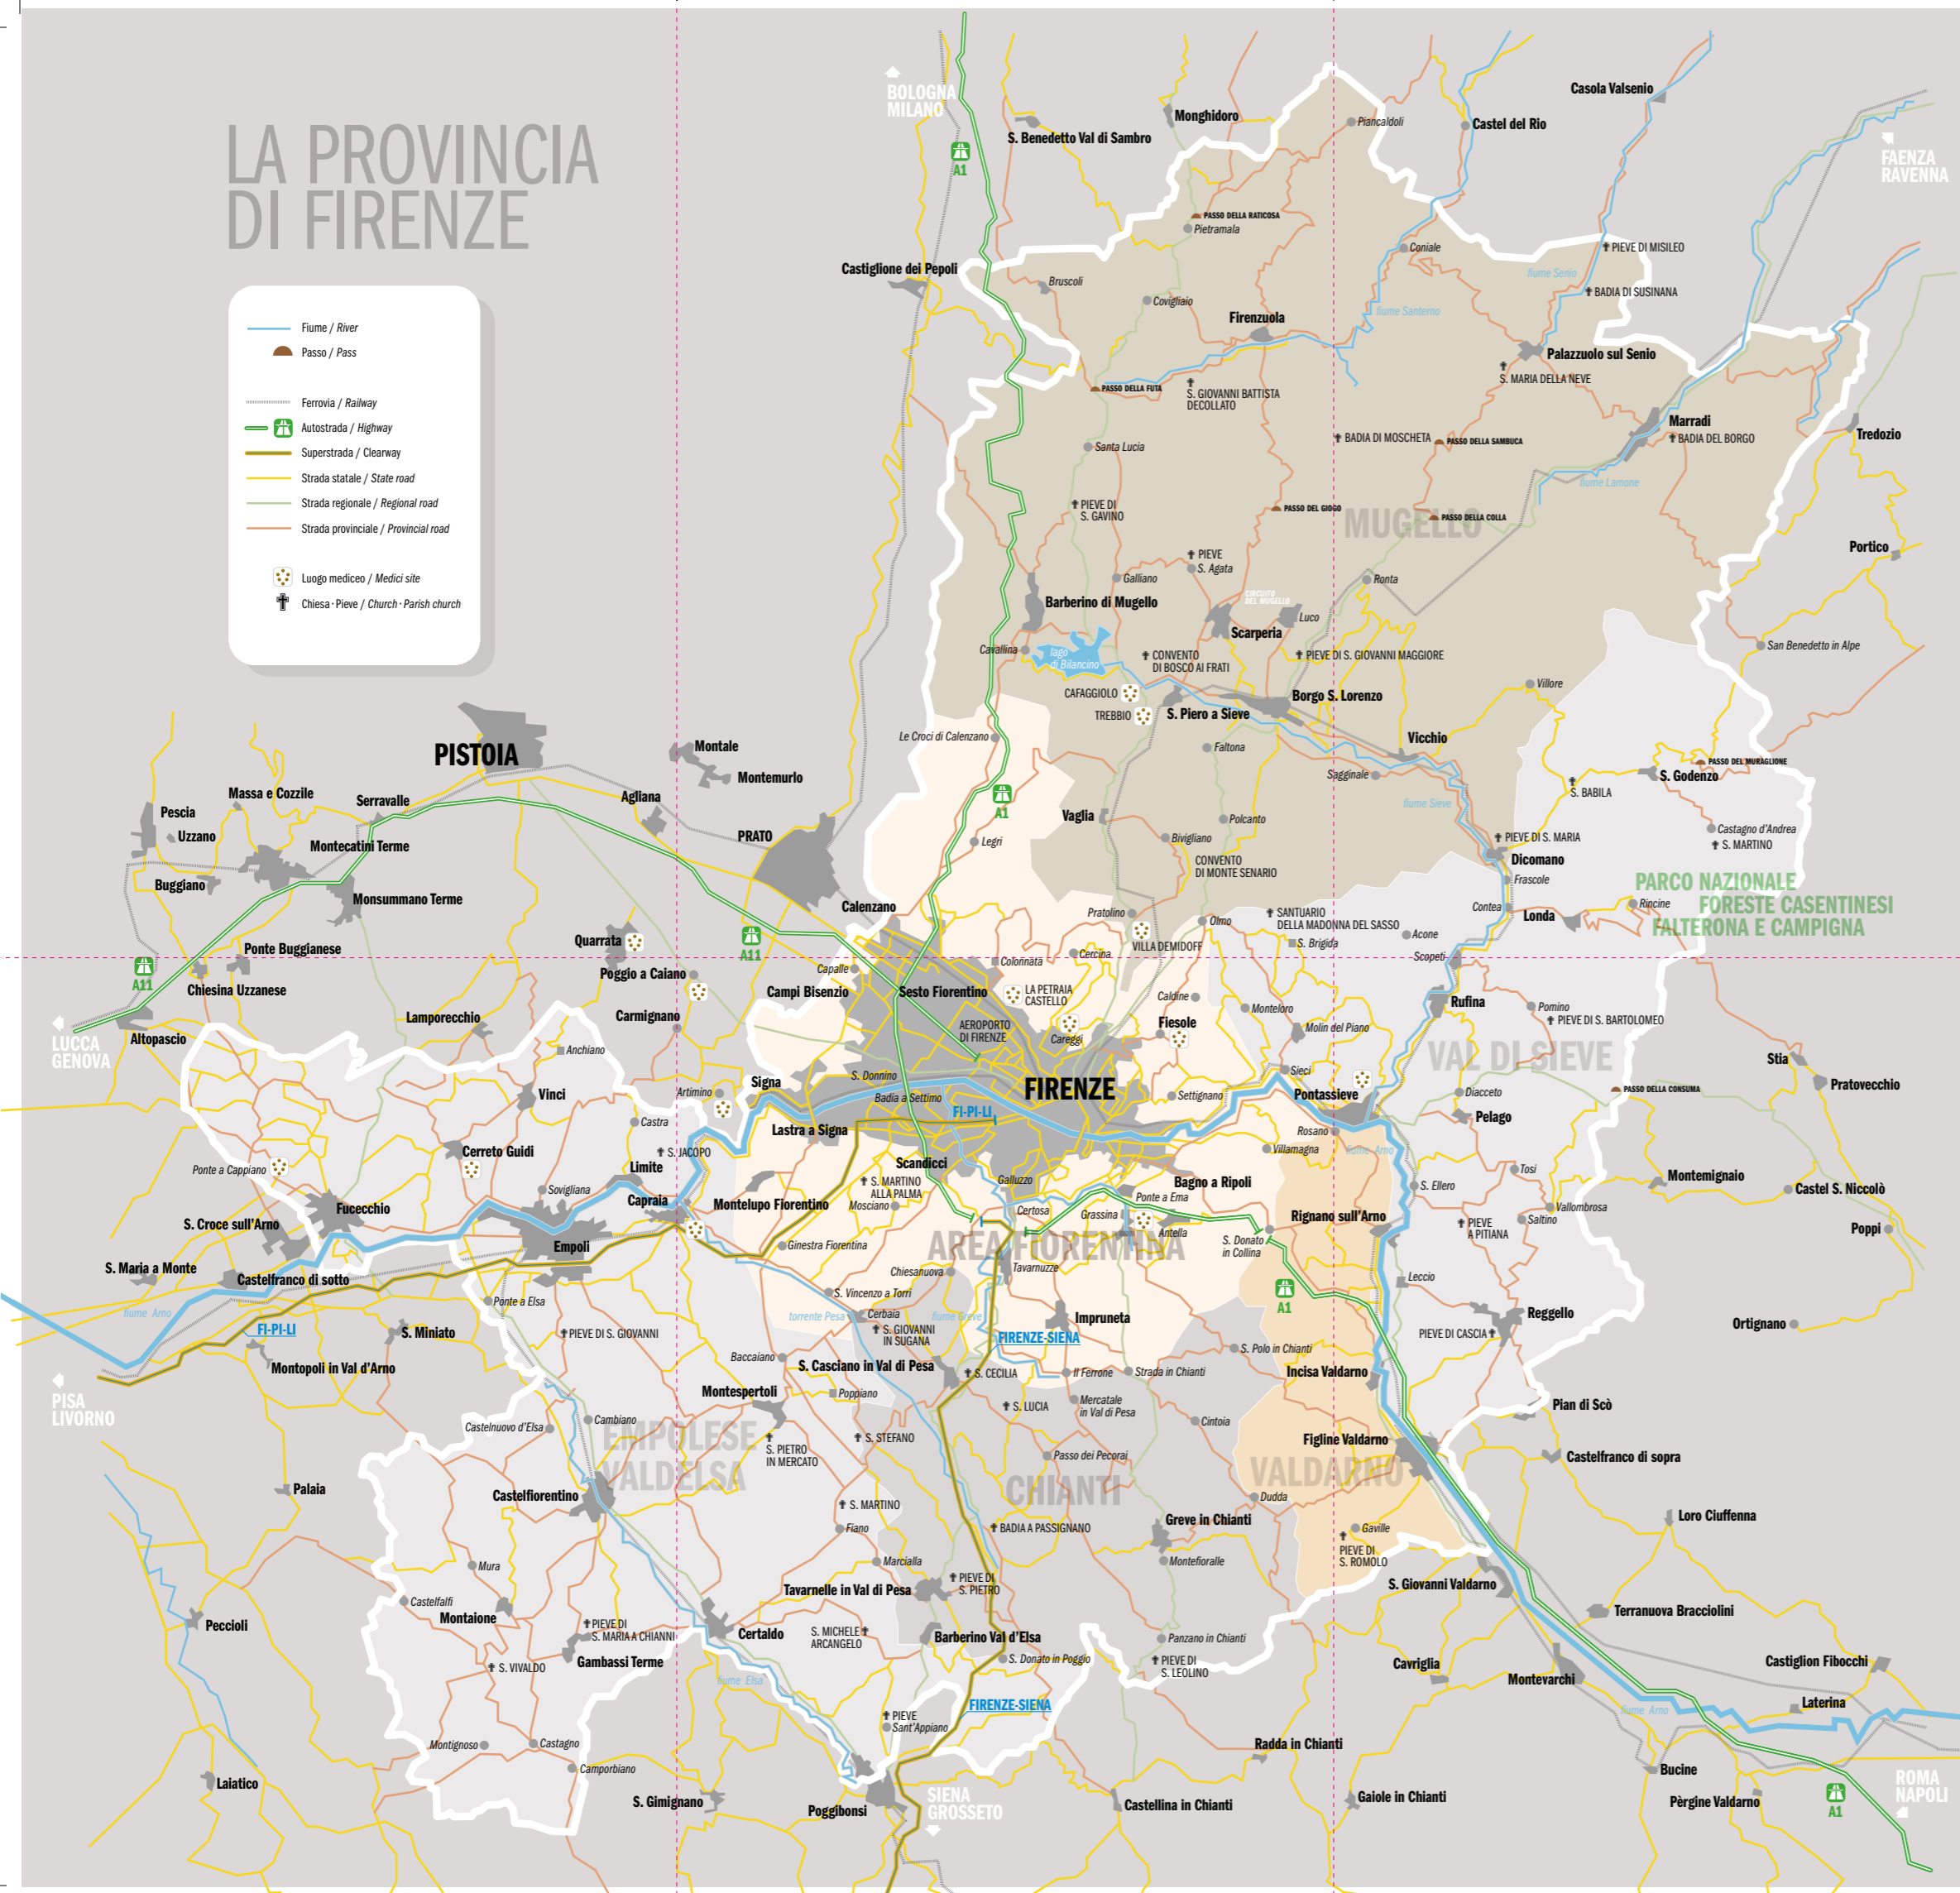 LA PROVINCIA
DI FIRENZE
Fiume / River
Passo / Pass
Ferrovia / Railway
Autostrada / Highway
Superstrada / Clearway
Strada statale / State road
Strada regionale / Regional road
Strada provinciale / Provincial road
Luogo mediceo / Medici site
Chiesa · Pieve / Church · Parish church
BOLOGNA
MILANO
A1
S. Benedetto Val di Sambro
Monghidoro
Piancaldoli
Castel del Rio
Casola Valsenio
FAENZA
RAVENNA
PASSO DELLA RATICOSA
Pietramala
Coniale
PIEVE DI MISILEO
fiume Senio
BADIA DI SUSINANA
Castiglione dei Pepoli
Bruscoli
Covigliaio
Firenzuola
fiume Santerno
Palazzuolo sul Senio
S. MARIA DELLA NEVE
PASSO DELLA FUTA
S. GIOVANNI BATTISTA
DECOLLATO
Marradi
BADIA DEL BORGO
Tredozio
BADIA DI MOSCHETA
PASSO DELLA SAMBUCA
Santa Lucia
fiume Lamone
PIEVE DI
S. GAVINO
PASSO DEL GIOGO
MUGELLO
PASSO DELLA COLLA
Portico
PIEVE
S. Agata
Galliano
Ronta
Barberino di Mugello
CIRCUITO
DEL MUGELLO
Luco
Scarperia
Cavallina
lago
di Bilancino
CONVENTO
DI BOSCO AI FRATI
PIEVE DI S. GIOVANNI MAGGIORE
San Benedetto in Alpe
CAFAGGIOLO
TREBBIO
S. Piero a Sieve
Borgo S. Lorenzo
Villore
Le Croci di Calenzano
Faltona
Vicchio
Sagginale
PASSO DEL MURAGLIONE
S. Godenzo
S. BABILA
fiume Sieve
PISTOIA
Montale
Montemurlo
Massa e Cozzile
Serravalle
Agliana
Pescia
Uzzano
Montecatini Terme
PRATO
A1
Vaglia
Polcanto
Legri
Bivigliano
PIEVE DI S. MARIA
Castagno d'Andrea
S. MARTINO
Dicomano
CONVENTO
DI MONTE SENARIO
Frascole
Buggiano
Monsummano Terme
PARCO NAZIONALE
FORESTE CASENTINESI
FALTERONA E CAMPIGNA
Rincine
Calenzano
Pratolino
Olmo
SANTUARIO
DELLA MADONNA DEL SASSO
Contea
Londa
Quarrata
A11
VILLA DEMIDOFF
S. Brigida
Acone
Ponte Buggianese
Cercina
Scopeti
A11
Chiesina Uzzanese
Poggio a Caiano
Capalle
Colonnata
Campi Bisenzio
Sesto Fiorentino
LA PETRAIA
CASTELLO
Caldine
Monteloro
Rufina
Pomino
PIEVE DI S. BARTOLOMEO
LUCCA
GENOVA
Altopascio
Lamporecchio
Carmignano
AEROPORTO
DI FIRENZE
Careggi
Fiesole
Molin del Piano
Anchiano
VAL DI SIEVE
Stia
Pratovecchio
Vinci
Artimino
Signa
S. Donnino
Badia a Settimo
FIRENZE
Sieci
Settignano
Pontassieve
PASSO DELLA CONSUMA
Diacceto
Pelago
FI-PI-LI
Castra
Lastra a Signa
Rosano
Cerreto Guidi
S. JACOPO
Villamagna
fiume Arno
Ponte a Cappiano
Limite
Scandicci
Tosi
Montemignaio
Sovigliana
Capraia
Montelupo Fiorentino
S. MARTINO
ALLA PALMA
Mosciano
Galluzzo
Bagno a Ripoli
S. Ellero
Castel S. Niccolò
Fucecchio
Certosa
Ponte a Ema
Vallombrosa
Saltino
S. Croce sull'Arno
Grassina
Rignano sull'Arno
PIEVE
A PITIANA
Poppi
Empoli
Ginestra Fiorentina
AREA FIORENTINA
Antella
S. Donato
in Collina
S. Maria a Monte
Castelfranco di sotto
Chiesanuova
Tavarnuzze
Leccio
fiume Arno
Ponte a Elsa
S. Vincenzo a Torri
A1
Reggello
torrente Pesa
Cerbaia
fiume Greve
Impruneta
FI-PI-LI
S. Miniato
PIEVE DI S. GIOVANNI
S. GIOVANNI
IN SUGANA
FIRENZE-SIENA
PIEVE DI CASCIA
Ortignano
Montopoli in Val d'Arno
Baccaiano
S. Casciano in Val di Pesa
S. CECILIA
S. Polo in Chianti
Il Ferrone
Strada in Chianti
Incisa Valdarno
PISA
LIVORNO
Montespertoli
Poppiano
S. LUCIA
Mercatale
in Val di Pesa
Pian di Scò
Castelnuovo d'Elsa
Cambiano
Cintoia
EMPOLESE
VALDELSA
S. PIETRO
IN MERCATO
S. STEFANO
Figline Valdarno
Passo dei Pecorai
Castelfranco di sopra
VALDARNO
CHIANTI
Palaia
Castelfiorentino
S. MARTINO
Dudda
Fiano
BADIA A PASSIGNANO
Greve in Chianti
Loro Ciuffenna
Gaville
PIEVE DI
S. ROMOLO
Mura
Marcialla
Montefioralle
Tavarnelle in Val di Pesa
PIEVE DI
S. PIETRO
S. Giovanni Valdarno
Castelfalfi
Montaione
Terranuova Bracciolini
Peccioli
PIEVE DI
S. MARIA A CHIANNI
Certaldo
S. MICHELE
ARCANGELO
Barberino Val d'Elsa
Panzano in Chianti
S. VIVALDO
Gambassi Terme
S. Donato in Poggio
PIEVE DI
S. LEOLINO
Cavriglia
Montevarchi
Castiglion Fibocchi
fiume Elsa
FIRENZE-SIENA
Laterina
fiume Arno
PIEVE
Sant'Appiano
Montignoso
Castagno
Radda in Chianti
Camporbiano
Bucine
Laiatico
S. Gimignano
Poggibonsi
SIENA
GROSSETO
Castellina in Chianti
Gaiole in Chianti
Pèrgine Valdarno
A1
ROMA
NAPOLI